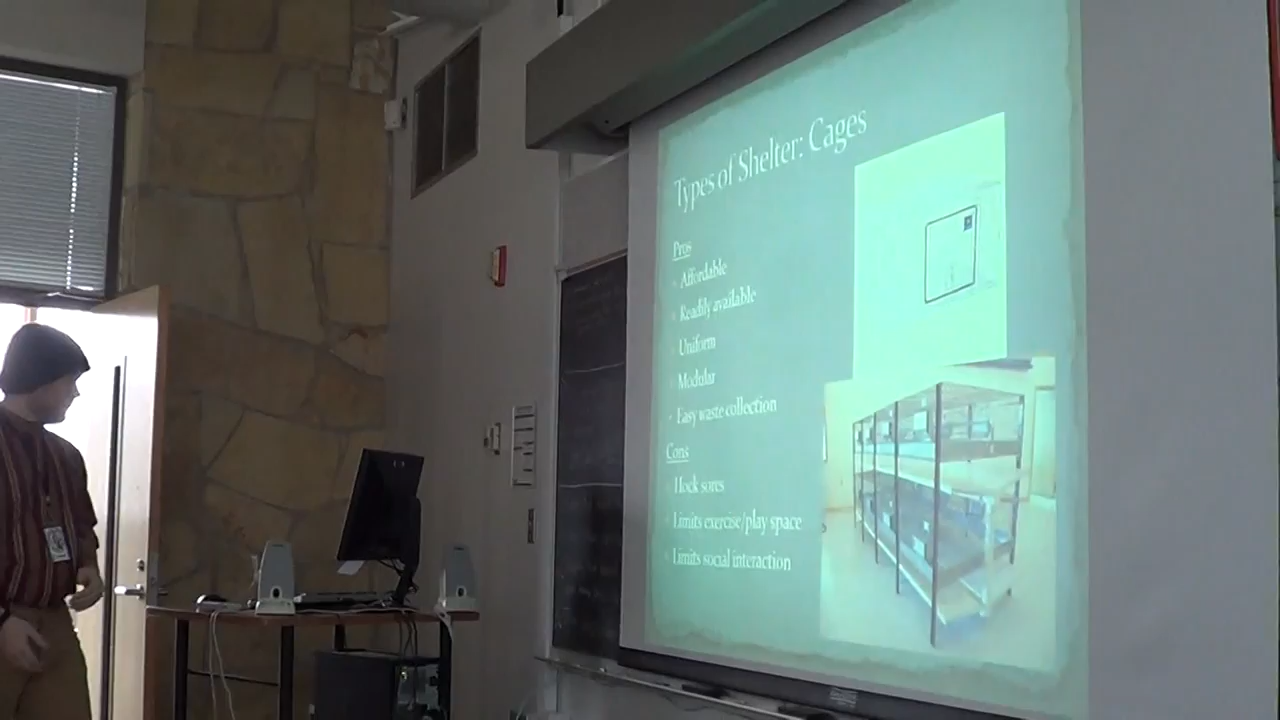 Types of Shelter: Cages
Pros
Affordable
Readily available
Uniform
Modular
Easy waste collection
Cons
Hock sores
Limits exercise/play space
Limits social interaction